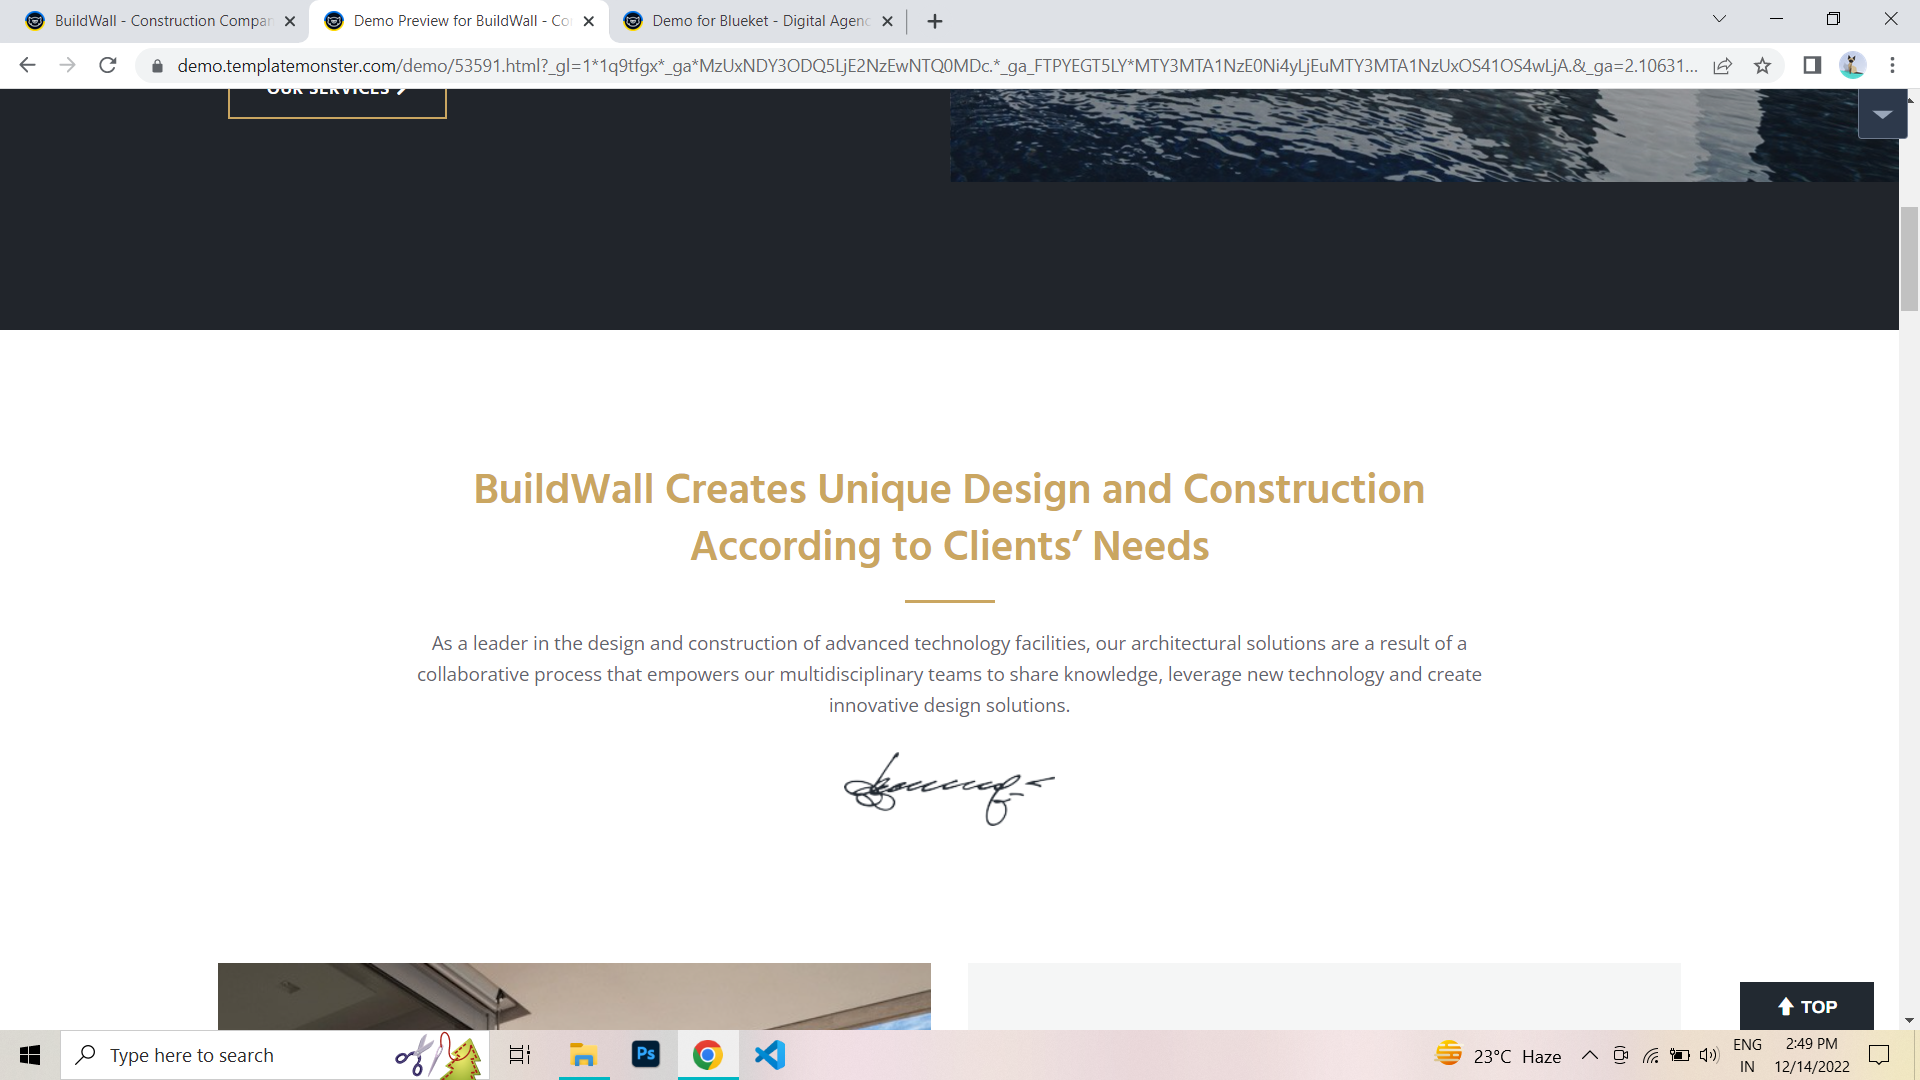 BuildWall - Construction Compan
Demo Preview for BuildWall - Co
Demo for Blueket - Digital Agenc
demo.templatemonster.com/demo/53591.html?_gl=1*1q9tfgx*_ga*MzUxNDY3ODQ5LjE2NzEwNTQ0MDc.*_ga_FTPYEGT5LY*MTY3MTA1NzE0Ni4yLjEuMTY3MTA1NzUxOS41OS4wLjA.&_ga=2.10631...
OUR SERVICES
BuildWall Creates Unique Design and Construction
According to Clients’ Needs
As a leader in the design and construction of advanced technology facilities, our architectural solutions are a result of a
collaborative process that empowers our multidisciplinary teams to share knowledge, leverage new technology and create
innovative design solutions.
TOP
Type here to search
Ps
23°C Haze
ENG
IN
2:49 PM
12/14/2022